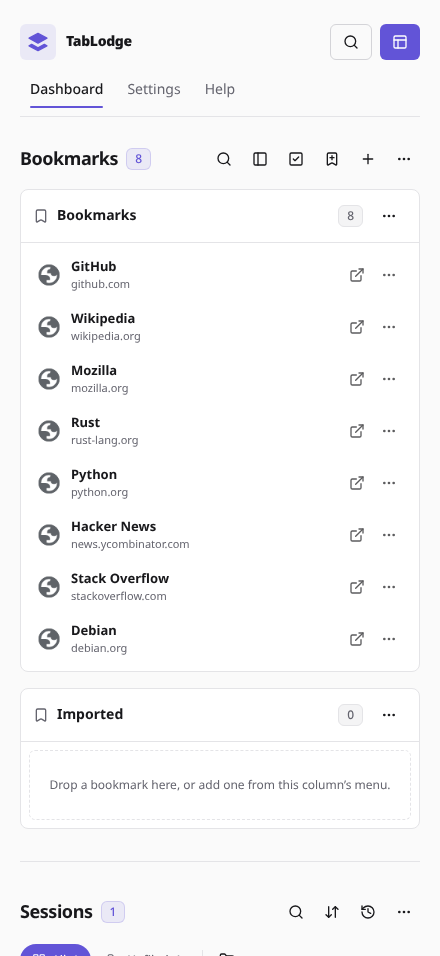 TabLodge
Dashboard Settings Help
Bookmarks 8
Bookmarks 8
GitHub
github.com
Wikipedia
wikipedia.org
Mozilla
mozilla.org
Rust
rust-lang.org
Python
python.org
Hacker News
news.ycombinator.com
Stack Overflow
stackoverflow.com
Debian
debian.org
Imported 0
Drop a bookmark here, or add one from this column’s menu.
Sessions 1